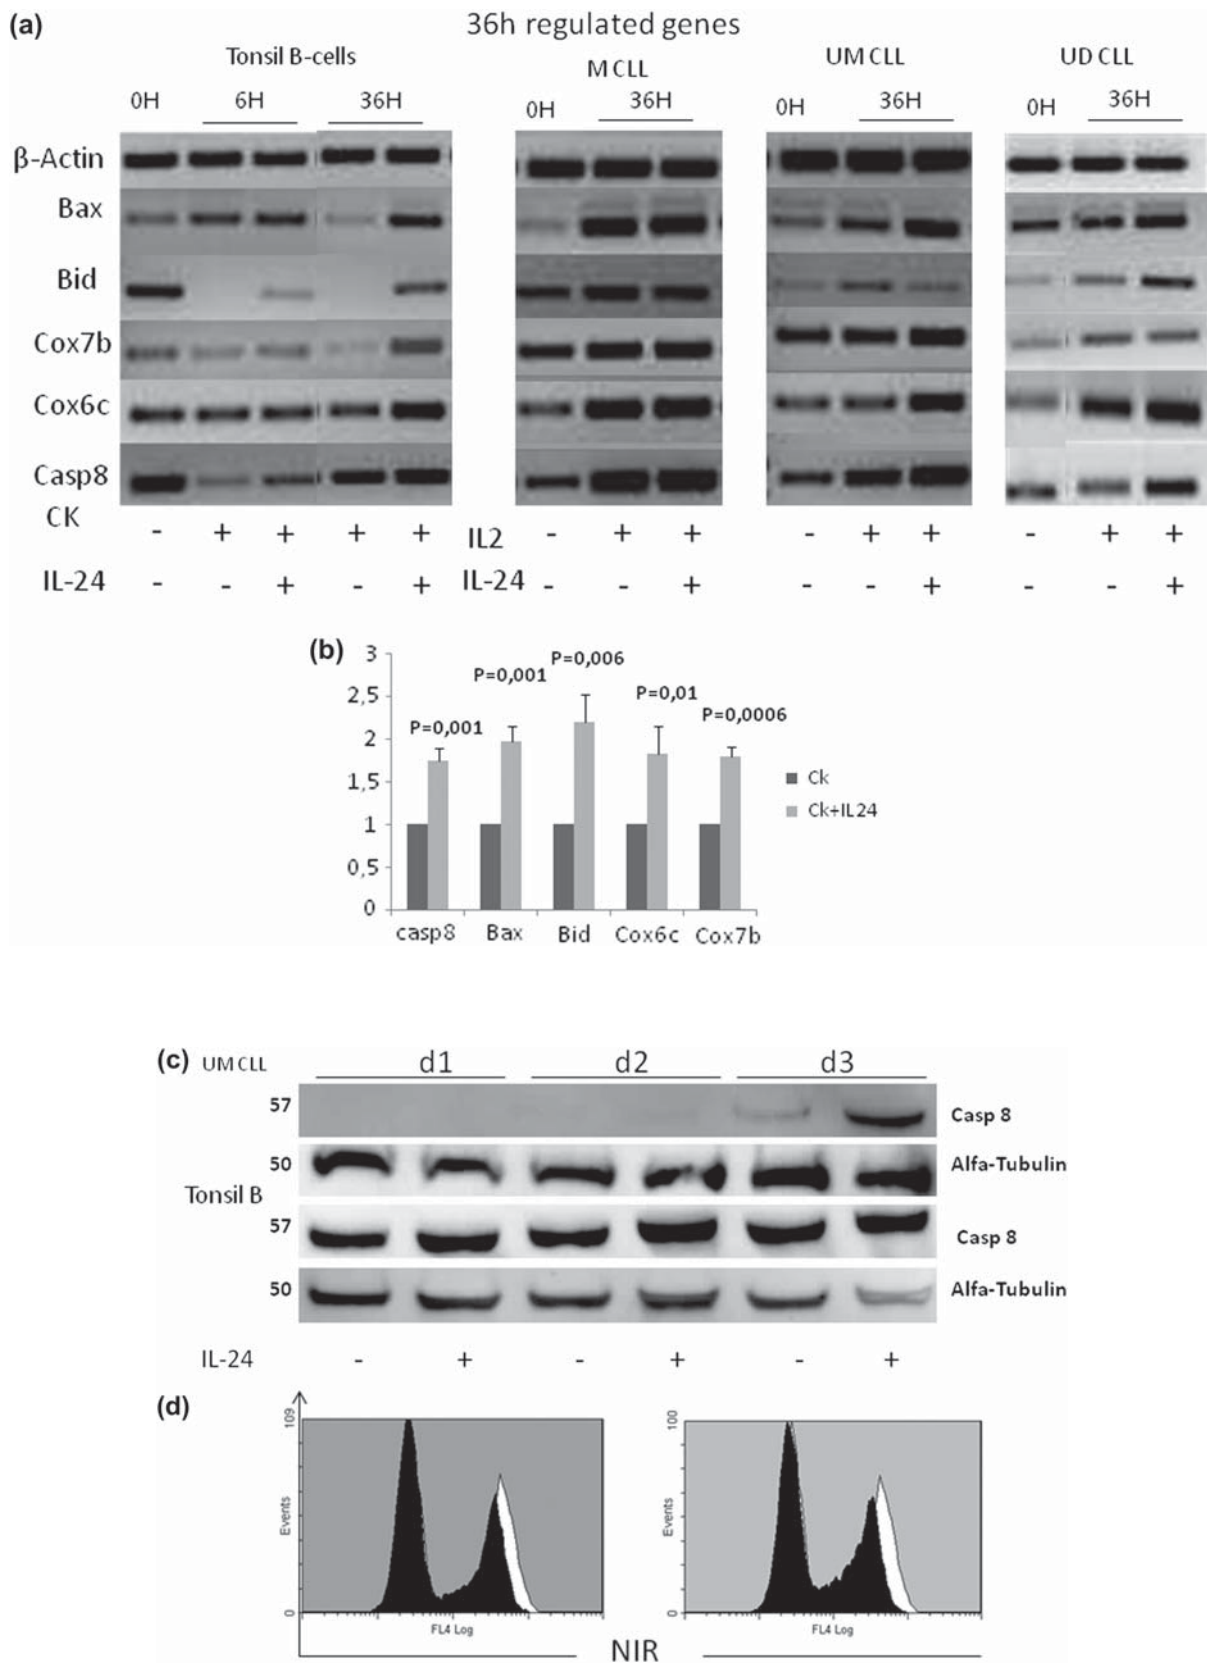 (a)
36h regulated genes
Tonsil B-cells
M CLL
UM CLL
UD CLL
0H 6H 36H
0H 36H
0H 36H
0H 36H
β-Actin
Bax
Bid
Cox7b
Cox6c
Casp8
CK - + + + +
IL-24 - - + - +
IL2 - + + - + + - + +
IL-24 - - + - - + - - +
(b)
3
2,5
2
1,5
1
0,5
0
P=0,001
P=0,001
P=0,006
P=0,01
P=0,0006
Ck
Ck+IL24
casp8 Bax Bid Cox6c Cox7b
(c) UM CLL d1 d2 d3
57 Casp 8
50 Alfa-Tubulin
Tonsil B
57 Casp 8
50 Alfa-Tubulin
IL-24 - + - + - +
(d)
109
Events
0
FL4 Log
100
Events
0
FL4 Log
NIR